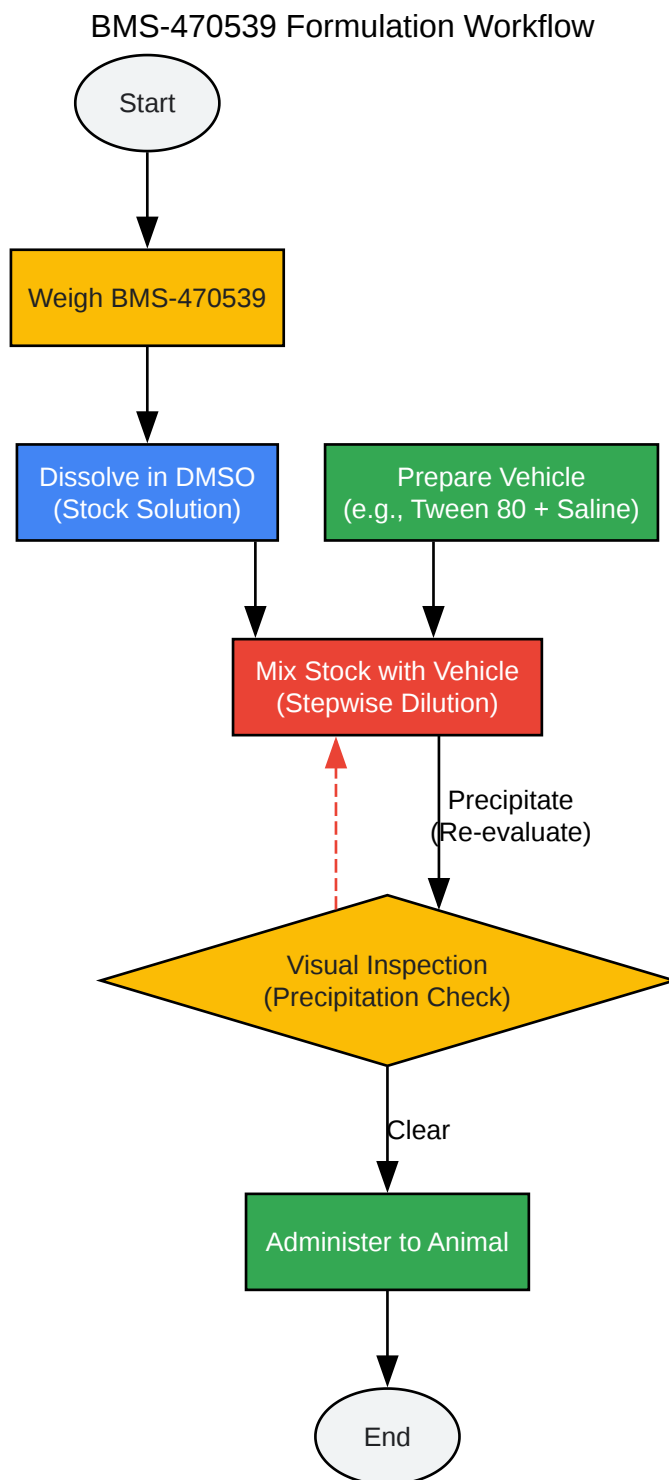 BMS-470539 Formulation Workflow
Start
Weigh BMS-470539
Dissolve in DMSO
(Stock Solution)
Prepare Vehicle
(e.g., Tween 80 + Saline)
Mix Stock with Vehicle
(Stepwise Dilution)
Precipitate
(Re-evaluate)
Visual Inspection
(Precipitation Check)
Clear
Administer to Animal
End